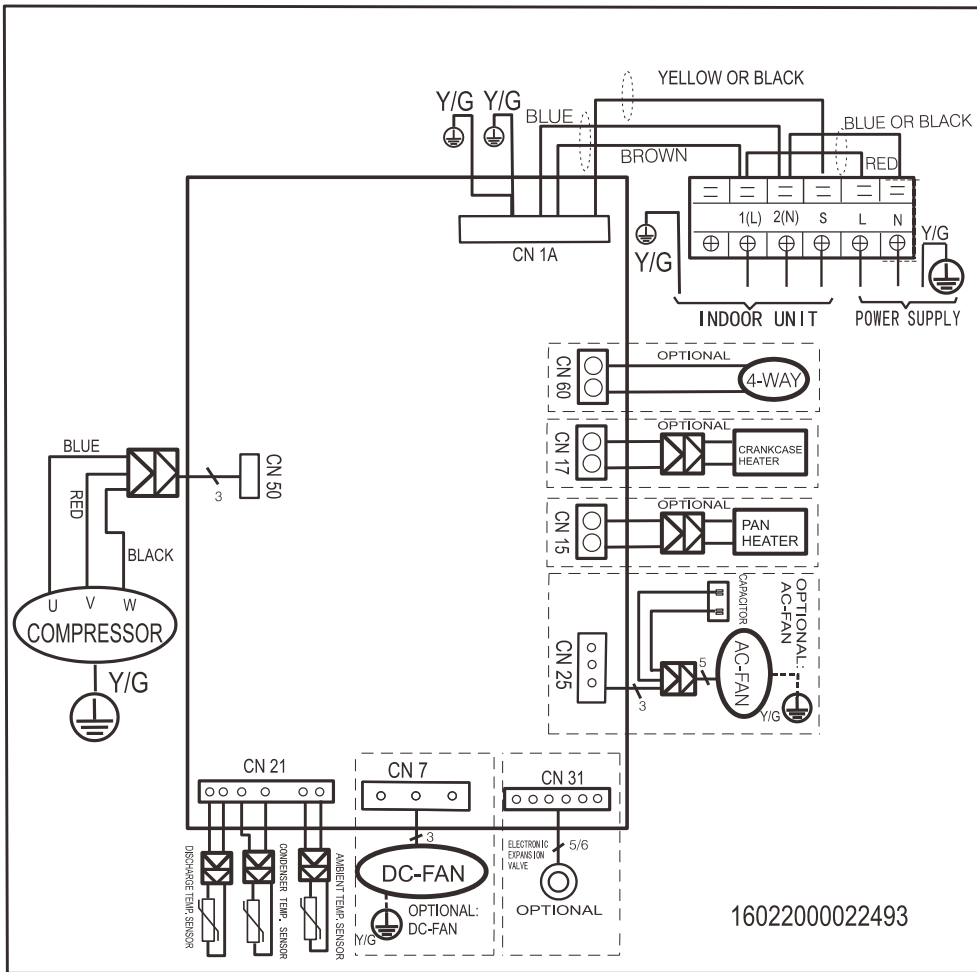 YELLOW OR BLACK
Y/G Y/G
BLUE
BLUE OR BLACK
BROWN
RED
1(L) 2(N) S L N
CN 1A
Y/G
Y/G
INDOOR UNIT
POWER SUPPLY
CN 60
OPTIONAL
4-WAY
CN 17
OPTIONAL
CRANKCASE
HEATER
CN 15
OPTIONAL
PAN
HEATER
BLUE
RED
BLACK
3
CN 50
U V W
COMPRESSOR
Y/G
CN 25
3
CAPACITOR
5
AC-FAN
Y/G
OPTIONAL:
AC-FAN
CN 21
DISCHARGE TEMP. SENSOR
CONDENSER TEMP. SENSOR
AMBIENT TEMP. SENSOR
CN 7
3
DC-FAN
Y/G
OPTIONAL:
DC-FAN
CN 31
ELECTRONIC
EXPANSION
VALVE
5/6
OPTIONAL
16022000022493